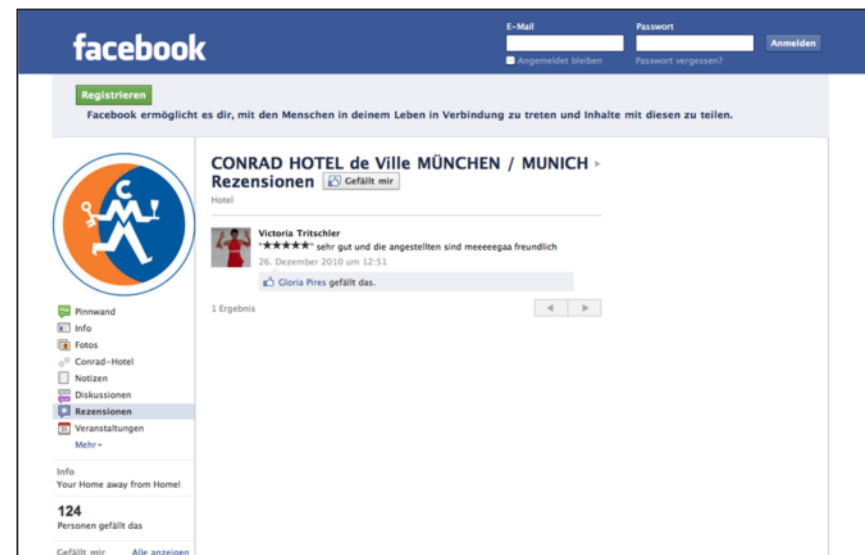 facebook
E-Mail
Passwort
Anmelden
Angemeldet bleiben
Passwort vergessen?
Registrieren
Facebook ermöglicht es dir, mit den Menschen in deinem Leben in Verbindung zu treten und Inhalte mit diesen zu teilen.
C
M
CONRAD HOTEL de Ville MÜNCHEN / MUNICH ▸
Rezensionen Gefällt mir
Hotel
Victoria Tritschler
"★★★★★" sehr gut und die angestellten sind meeeeegaa freundlich
26. Dezember 2010 um 12:51
Gloria Pires gefällt das.
1 Ergebnis
Pinnwand
Info
Fotos
Conrad-Hotel
Notizen
Diskussionen
Rezensionen
31 Veranstaltungen
Mehr
Info
Your Home away from Home!
124
Personen gefällt das
Gefällt mir Alle anzeigen